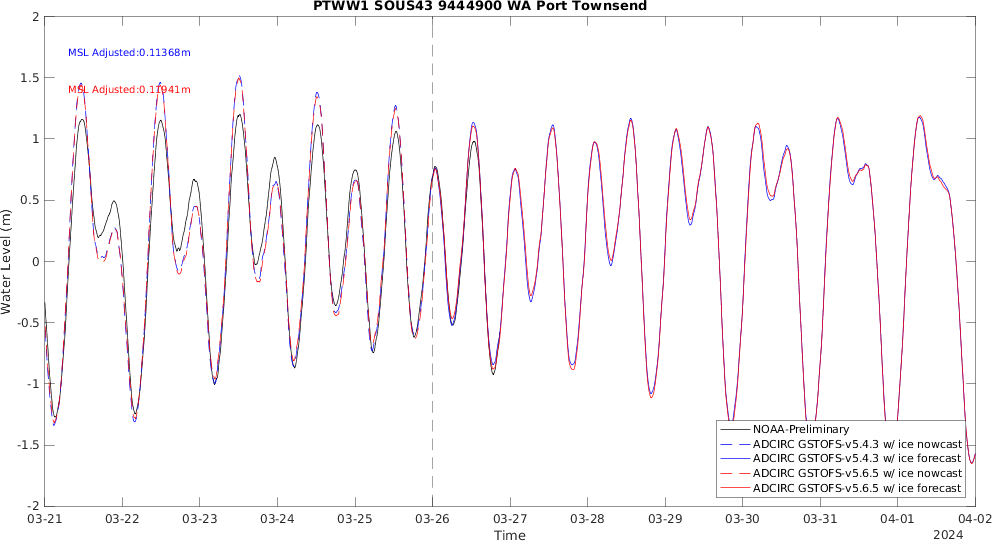 PTWW1 SOUS43 9444900 WA Port Townsend
2
1.5
1
0.5
0
-0.5
-1
-1.5
-2
Water Level (m)
MSL Adjusted:0.11368m
MSL Adjusted:0.11941m
NOAA-Preliminary
ADCIRC GSTOFS-v5.4.3 w/ ice nowcast
ADCIRC GSTOFS-v5.4.3 w/ ice forecast
ADCIRC GSTOFS-v5.6.5 w/ ice nowcast
ADCIRC GSTOFS-v5.6.5 w/ ice forecast
03-21 03-22 03-23 03-24 03-25 03-26 03-27 03-28 03-29 03-30 03-31 04-01 04-02
Time
2024